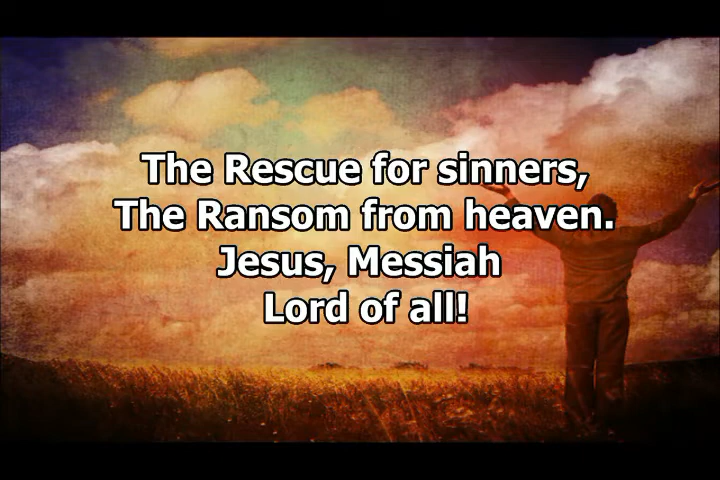 The Rescue for sinners,
The Ransom from heaven.
Jesus, Messiah
Lord of all!